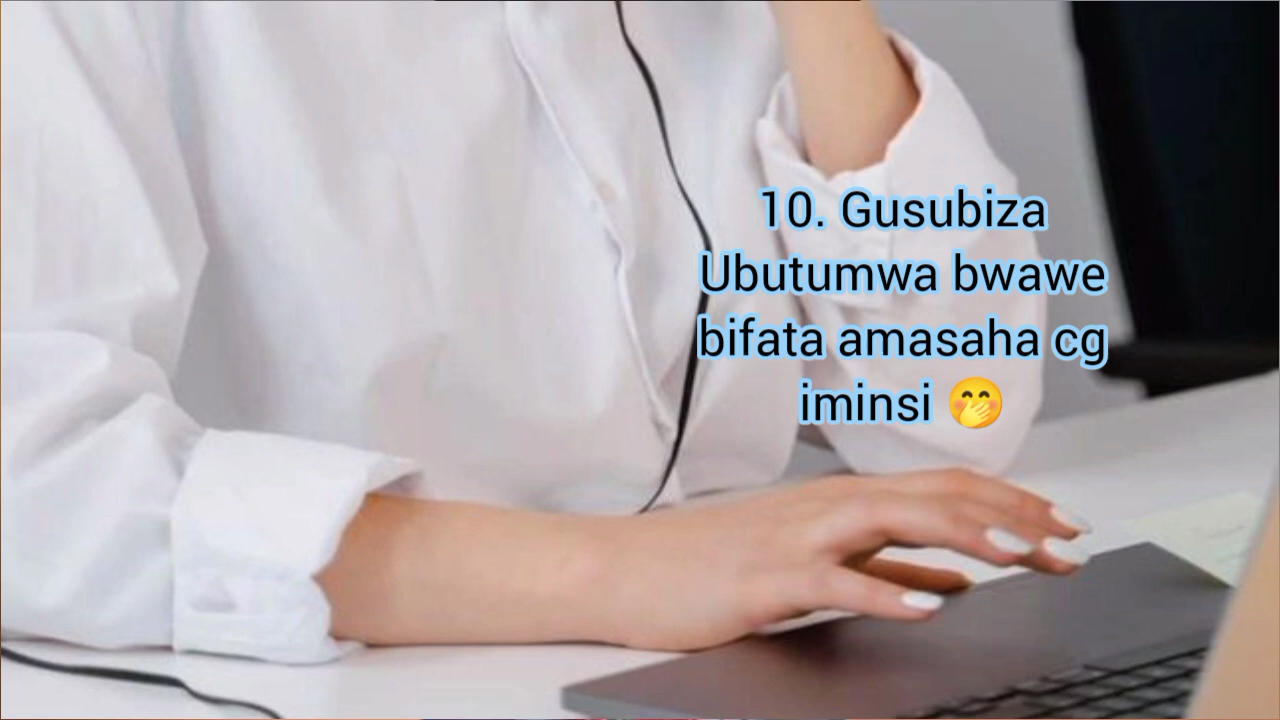 10. Gusubiza
Ubutumwa bwawe
bifata amasaha cg
iminsi 🤭